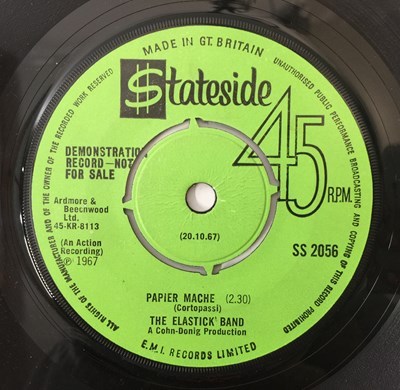 MADE IN GT. BRITAIN
UNAUTHORISED PUBLIC PERFORMANCE BROADCASTING AND COPYING OF THIS RECORD PROHIBITED
ALL RIGHTS OF THE MANUFACTURER AND OF THE OWNER OF THE RECORDED WORK RESERVED
$tateside
45 R.P.M.
DEMONSTRATION
RECORD—NOT
FOR SALE
Ardmore &
Beechwood
Ltd.
45-KR-8113
(An Action
Recording)
℗ 1967
(20.10.67)
SS 2056
PAPIER MACHE (2.30)
(Cortopassi)
THE ELASTICK BAND
A Cohn-Donig Production
E.M.I. RECORDS LIMITED